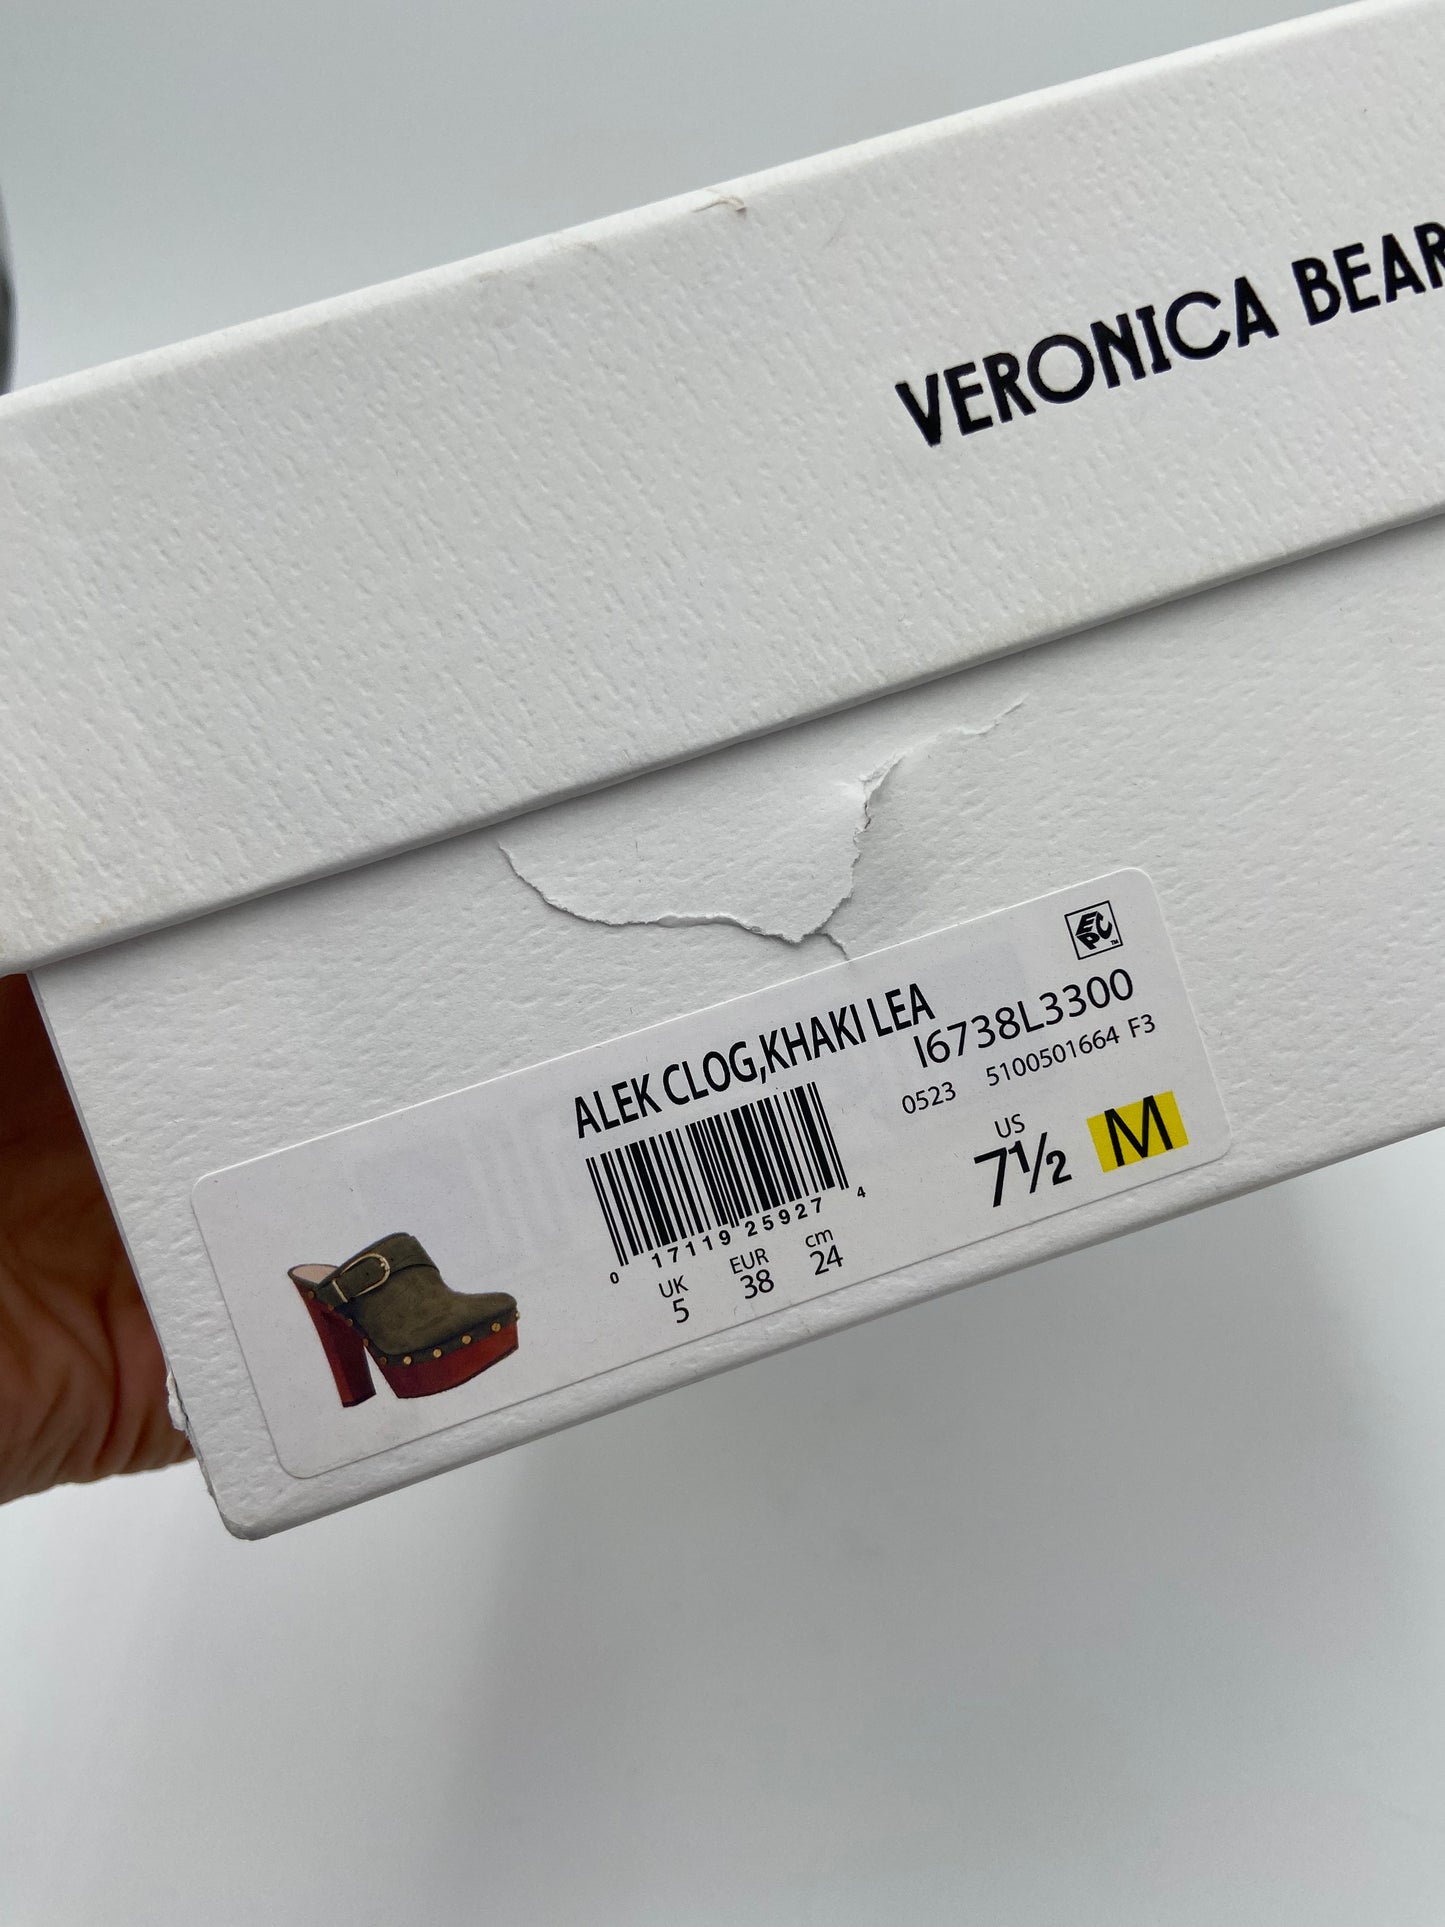 VERONICA BEAR
EPC™
ALEK CLOG,KHAKI LEA
I6738L3300
0523 5100501664 F3
0 17119 25927 4
US
7½ M
UK EUR cm
5 38 24